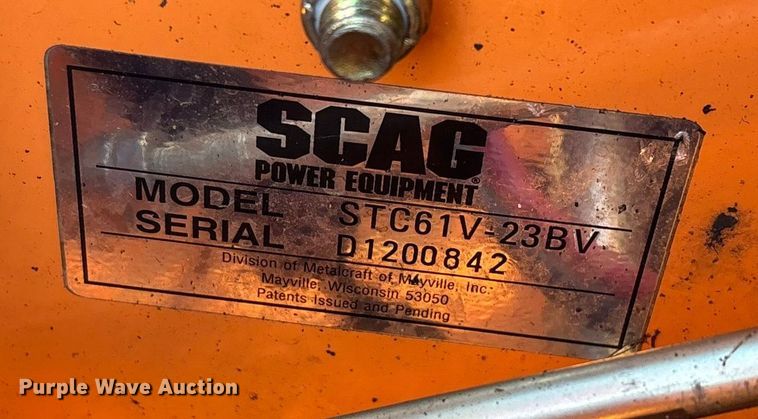 SCAG
POWER EQUIPMENT®
MODEL STC61V-23BV
SERIAL D1200842
Division of Metalcraft of Mayville, Inc.
Mayville, Wisconsin 53050
Patents Issued and Pending
Purple Wave Auction